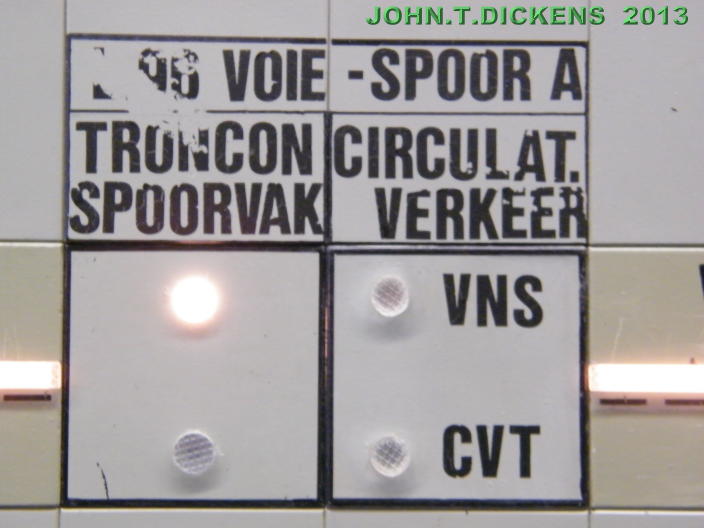 JOHN.T.DICKENS 2013
VOIE - SPOOR A
TRONCON CIRCULAT.
SPOORVAK VERKEER
VNS
CVT